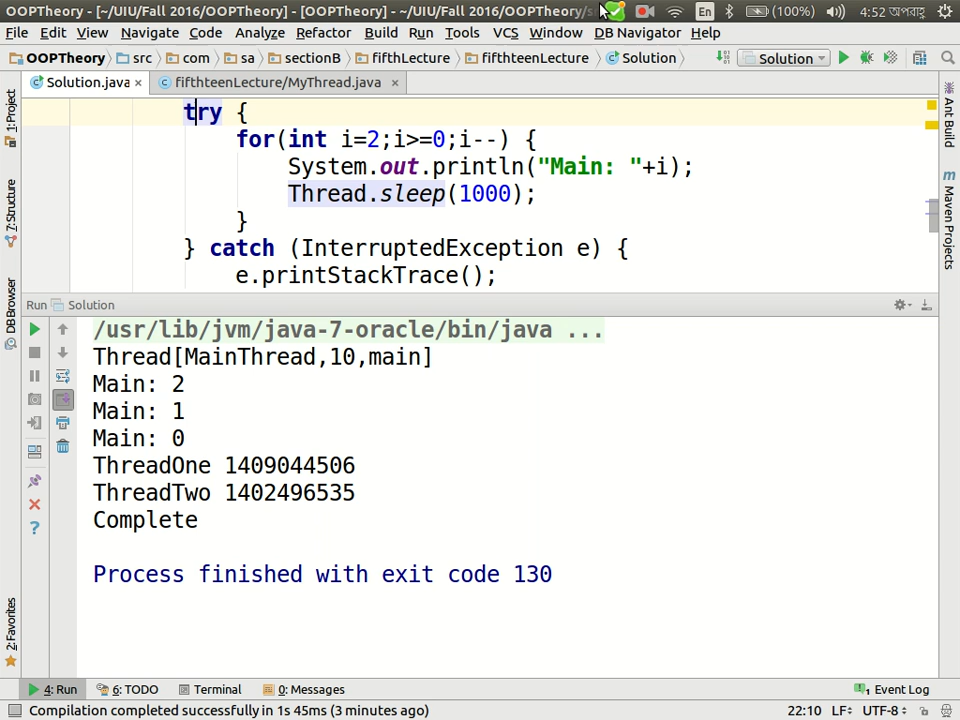 OOPTheory - [~/UIU/Fall 2016/OOPTheory] - [OOPTheory] - ~/UIU/Fall 2016/OOPTheory/s
En
(100%)
4:52 অপরাহ্ণ
File Edit View Navigate Code Analyze Refactor Build Run Tools VCS Window DB Navigator Help
OOPTheory src com sa sectionB fifthLecture fifthteenLecture Solution Solution
Solution.java × fifthteenLecture/MyThread.java ×
1:Project
7:Structure
DB Browser
2:Favorites
Ant Build
m Maven Projects
try {
for(int i=2;i>=0;i--) {
System.out.println("Main: "+i);
Thread.sleep(1000);
}
} catch (InterruptedException e) {
e.printStackTrace();
Run Solution
/usr/lib/jvm/java-7-oracle/bin/java ...
Thread[MainThread,10,main]
Main: 2
Main: 1
Main: 0
ThreadOne 1409044506
ThreadTwo 1402496535
Complete
Process finished with exit code 130
4: Run 6: TODO Terminal 0: Messages Event Log
Compilation completed successfully in 1s 45ms (3 minutes ago) 22:10 LF÷ UTF-8÷